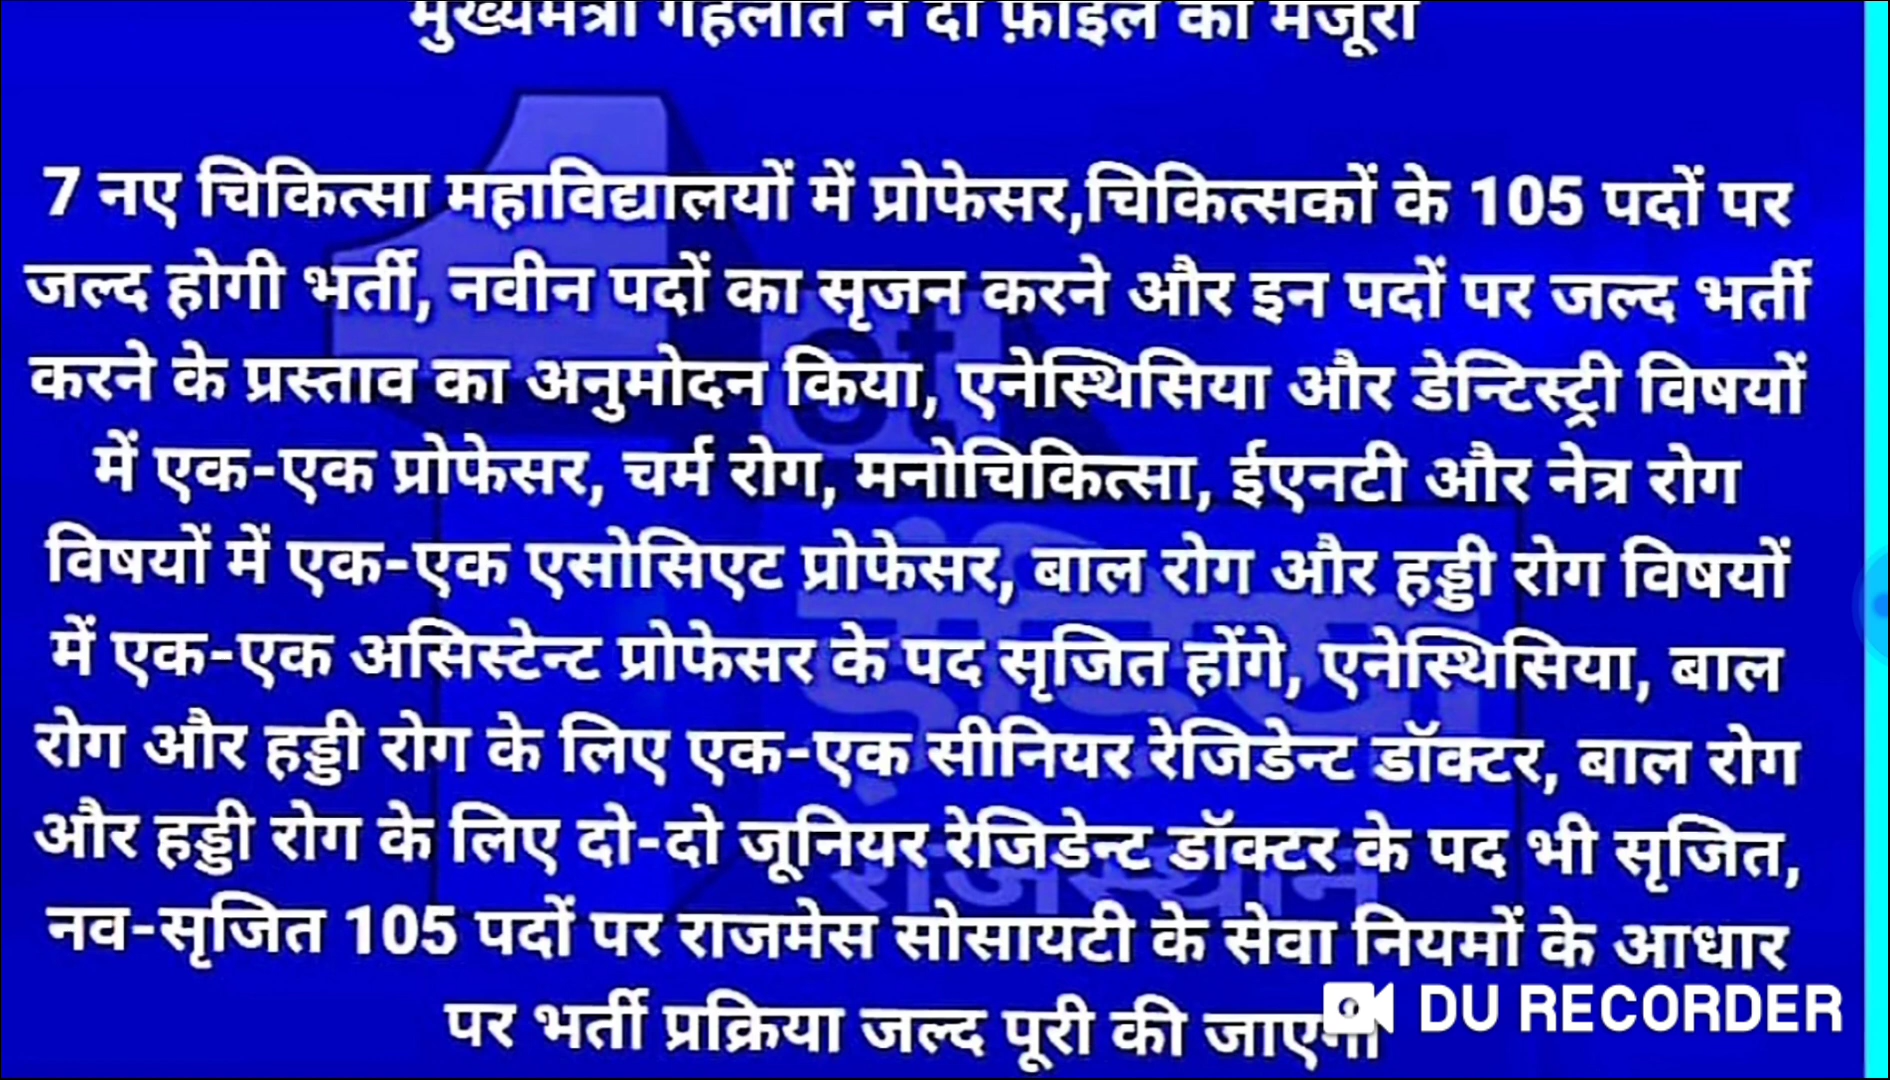 मुख्यमंत्री गहलोत ने दी फ़ाइल को मंजूरी
7 नए चिकित्सा महाविद्यालयों में प्रोफेसर,चिकित्सकों के 105 पदों पर
जल्द होगी भर्ती, नवीन पदों का सृजन करने और इन पदों पर जल्द भर्ती
करने के प्रस्ताव का अनुमोदन किया, एनेस्थिसिया और डेन्टिस्ट्री विषयों
में एक-एक प्रोफेसर, चर्म रोग, मनोचिकित्सा, ईएनटी और नेत्र रोग
विषयों में एक-एक एसोसिएट प्रोफेसर, बाल रोग और हड्डी रोग विषयों
में एक-एक असिस्टेन्ट प्रोफेसर के पद सृजित होंगे, एनेस्थिसिया, बाल
रोग और हड्डी रोग के लिए एक-एक सीनियर रेजिडेन्ट डॉक्टर, बाल रोग
और हड्डी रोग के लिए दो-दो जूनियर रेजिडेन्ट डॉक्टर के पद भी सृजित,
नव-सृजित 105 पदों पर राजमेस सोसायटी के सेवा नियमों के आधार
पर भर्ती प्रक्रिया जल्द पूरी की जाएगी
DU RECORDER
1
st
इंडिया
राजस्थान